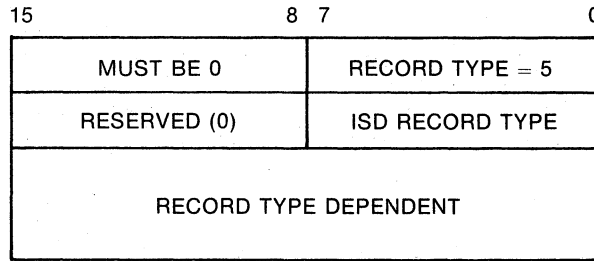 15 8 7 0
MUST BE 0 RECORD TYPE = 5
RESERVED (0) ISD RECORD TYPE
RECORD TYPE DEPENDENT